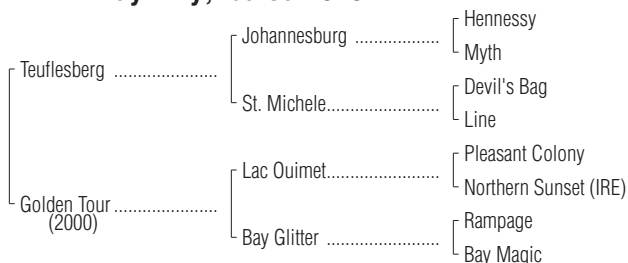 Hennessy
Johannesburg ...................
Myth
Teuflesberg .......................
Devil's Bag
St. Michele.........................
Line
Pleasant Colony
Lac Ouimet.........................
Northern Sunset (IRE)
Golden Tour .......................
(2000)
Rampage
Bay Glitter .........................
Bay Magic